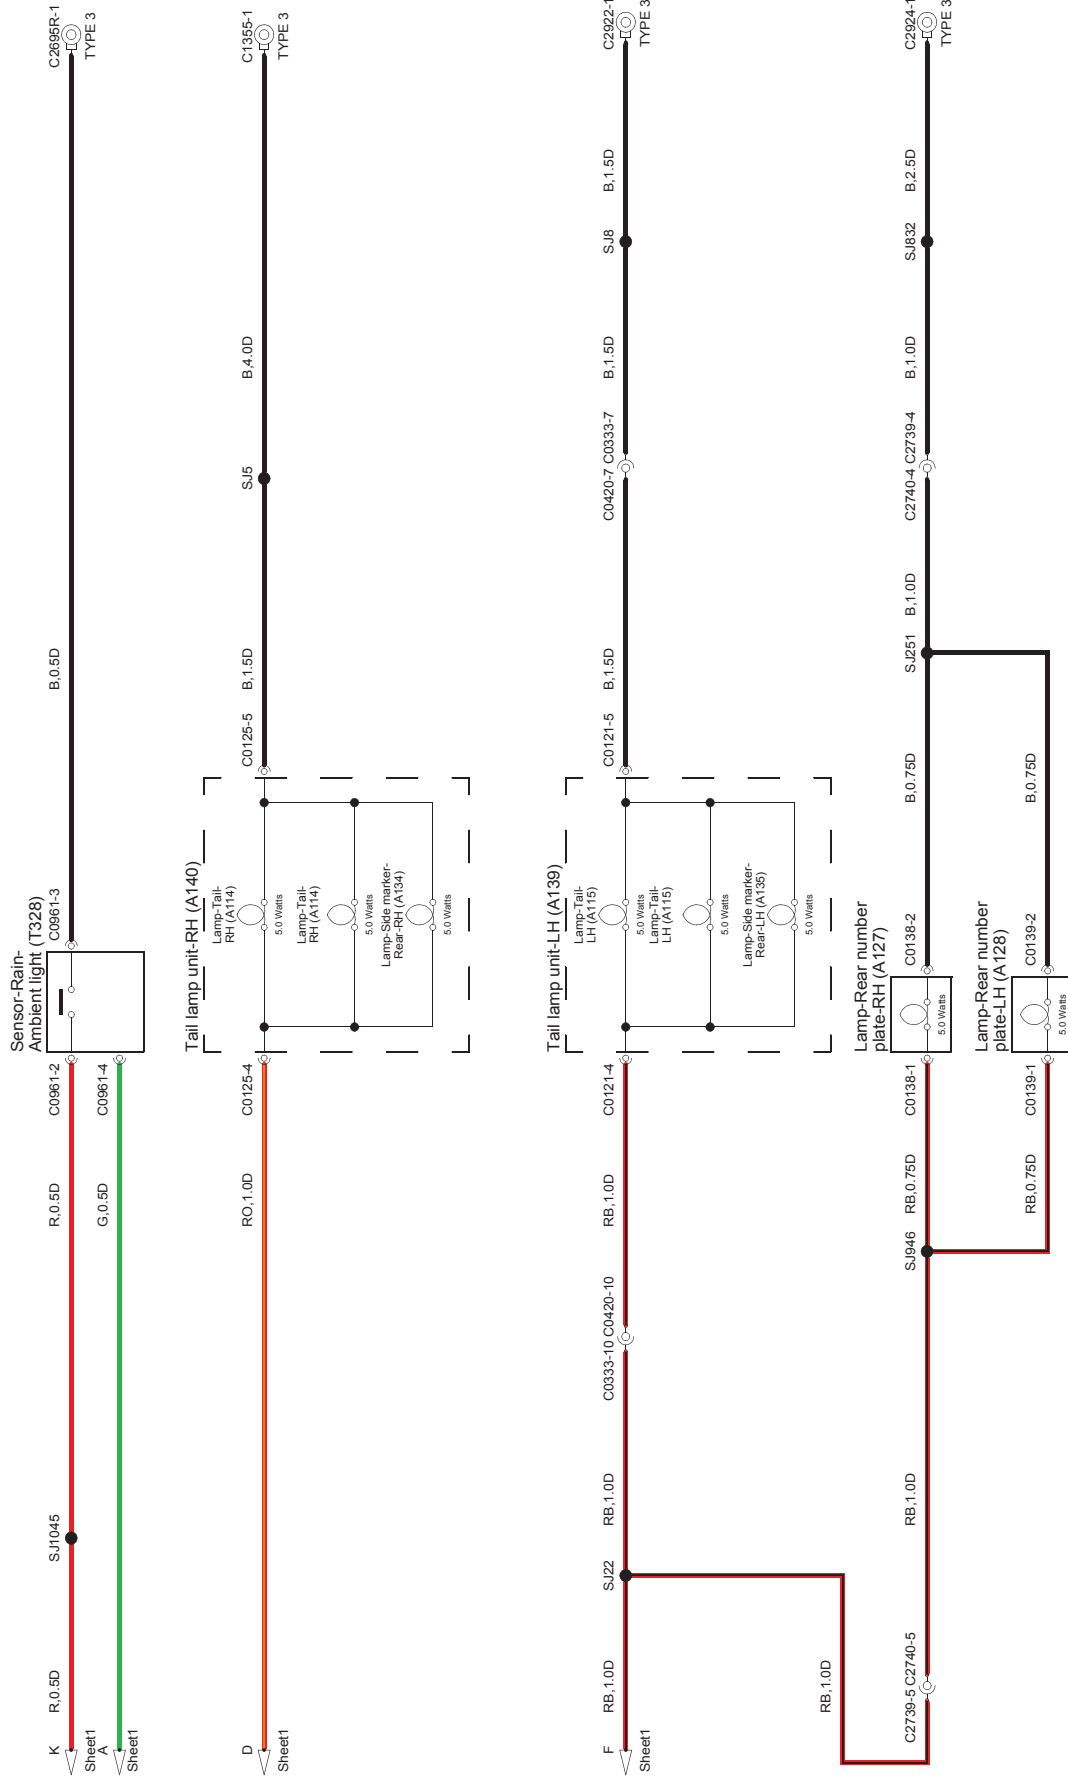 C2695R-1
TYPE 3
B,0.5D
C0961-3
Sensor-Rain-
Ambient light (T328)
C0961-2
C0961-4
R,0.5D
G,0.5D
SJ1045
R,0.5D
K
Sheet1
A
Sheet1
C1355-1
TYPE 3
B,4.0D
SJ5
B,1.5D
C0125-5
Tail lamp unit-RH (A140)
Lamp-Tail-
RH (A114)
5.0 Watts
Lamp-Tail-
RH (A114)
5.0 Watts
Lamp-Side marker-
Rear-RH (A134)
5.0 Watts
C0125-4
RO,1.0D
D
Sheet1
C2922-1
TYPE 3
B,1.5D
SJ8
B,1.5D
C0420-7 C0333-7
B,1.5D
C0121-5
Tail lamp unit-LH (A139)
Lamp-Tail-
LH (A115)
5.0 Watts
Lamp-Tail-
LH (A115)
5.0 Watts
Lamp-Side marker-
Rear-LH (A135)
5.0 Watts
C0121-4
RB,1.0D
C0333-10 C0420-10
RB,1.0D
SJ22
RB,1.0D
F
Sheet1
RB,1.0D
C2924-1
TYPE 3
B,2.5D
SJ832
B,1.0D
C2740-4 C2739-4
B,1.0D
SJ251
B,0.75D
B,0.75D
C0138-2
Lamp-Rear number
plate-RH (A127)
5.0 Watts
C0138-1
C0139-2
Lamp-Rear number
plate-LH (A128)
5.0 Watts
C0139-1
RB,0.75D
RB,0.75D
SJ946
RB,1.0D
C2739-5 C2740-5